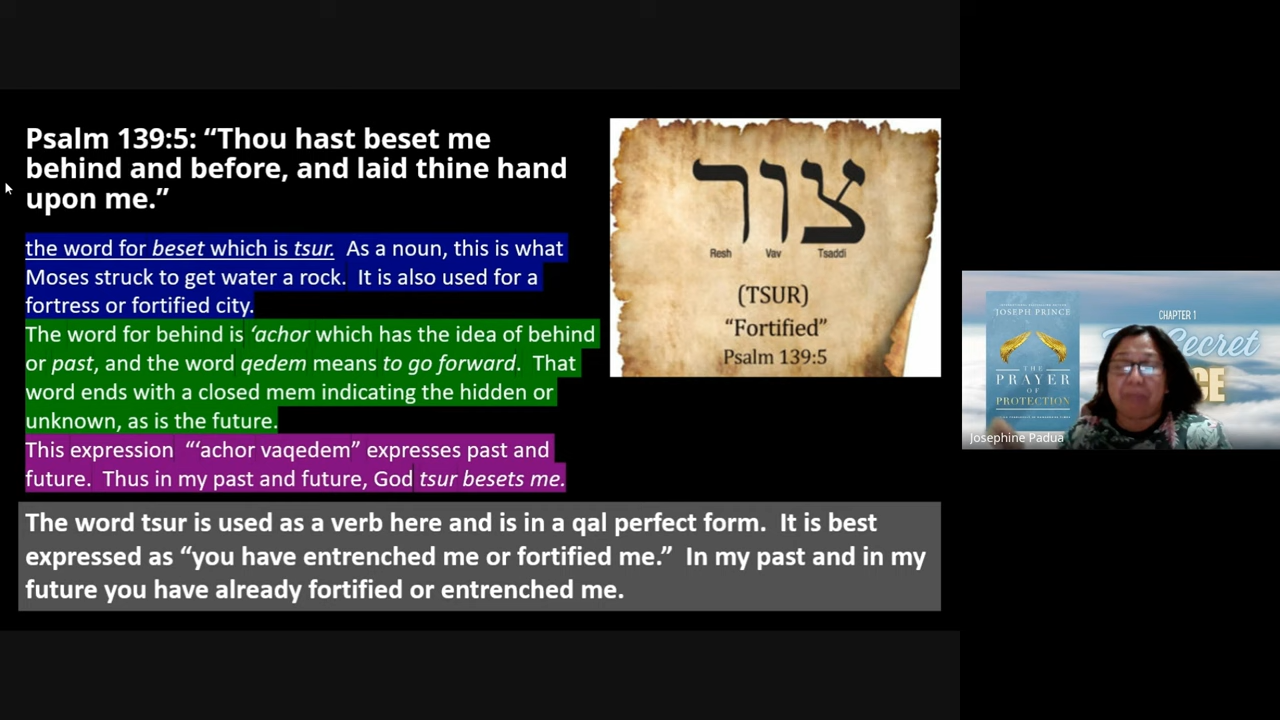 Psalm 139:5: “Thou hast beset me
behind and before, and laid thine hand
upon me.”
the word for beset which is tsur.  As a noun, this is what
Moses struck to get water a rock.  It is also used for a
fortress or fortified city.
The word for behind is ‘achor which has the idea of behind
or past, and the word qedem means to go forward.  That
word ends with a closed mem indicating the hidden or
unknown, as is the future.
This expression  “‘achor vaqedem” expresses past and
future.  Thus in my past and future, God tsur besets me.
The word tsur is used as a verb here and is in a qal perfect form.  It is best
expressed as “you have entrenched me or fortified me.”  In my past and in my
future you have already fortified or entrenched me.
צור
Resh Vav Tsaddi
(TSUR)
“Fortified”
Psalm 139:5
JOSEPH PRINCE
THE
PRAYER
OF
PROTECTION
CHAPTER 1
Secret
Josephine Padua